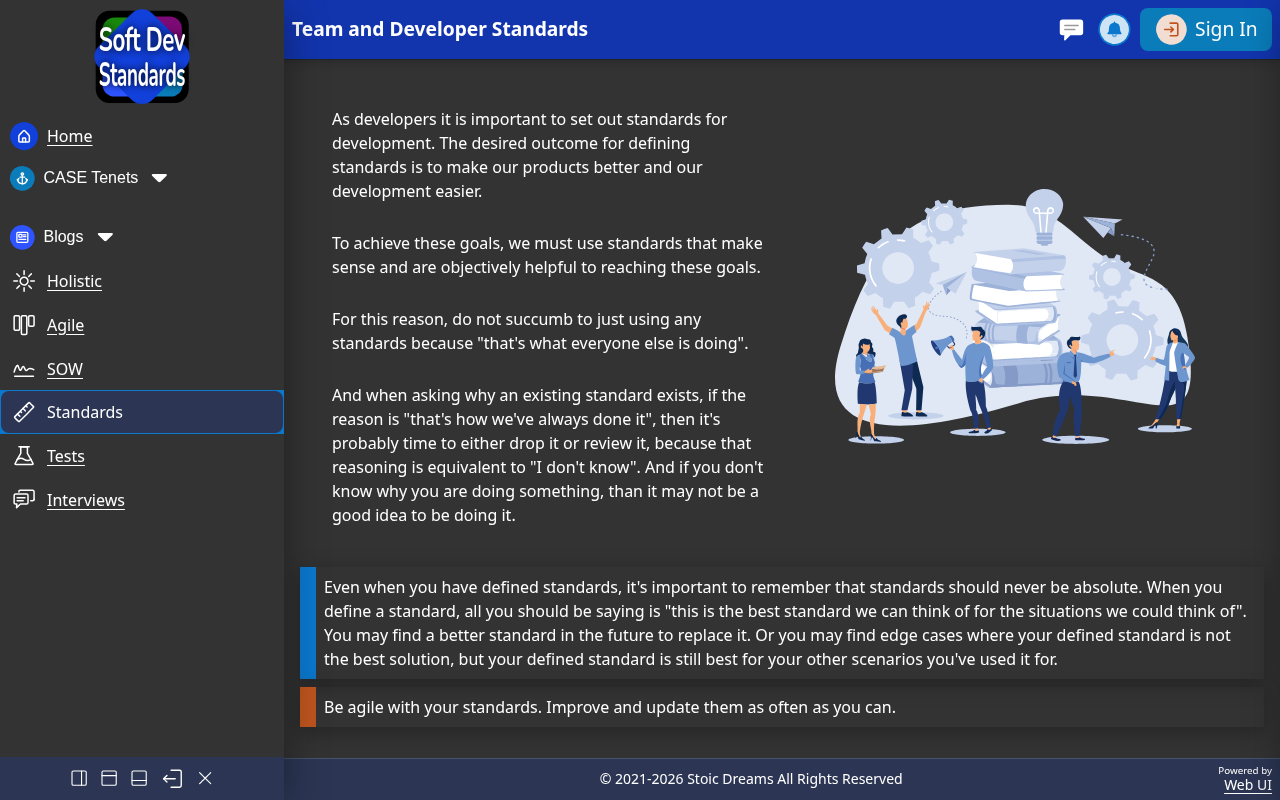 Soft Dev
Standards
Home
CASE Tenets
Blogs
Holistic
Agile
SOW
Standards
Tests
Interviews
Team and Developer Standards
Sign In
As developers it is important to set out standards for
development. The desired outcome for defining
standards is to make our products better and our
development easier.
To achieve these goals, we must use standards that make
sense and are objectively helpful to reaching these goals.
For this reason, do not succumb to just using any
standards because "that's what everyone else is doing".
And when asking why an existing standard exists, if the
reason is "that's how we've always done it", then it's
probably time to either drop it or review it, because that
reasoning is equivalent to "I don't know". And if you don't
know why you are doing something, than it may not be a
good idea to be doing it.
Even when you have defined standards, it's important to remember that standards should never be absolute. When you
define a standard, all you should be saying is "this is the best standard we can think of for the situations we could think of".
You may find a better standard in the future to replace it. Or you may find edge cases where your defined standard is not
the best solution, but your defined standard is still best for your other scenarios you've used it for.
Be agile with your standards. Improve and update them as often as you can.
© 2021-2026 Stoic Dreams All Rights Reserved
Powered by
Web UI